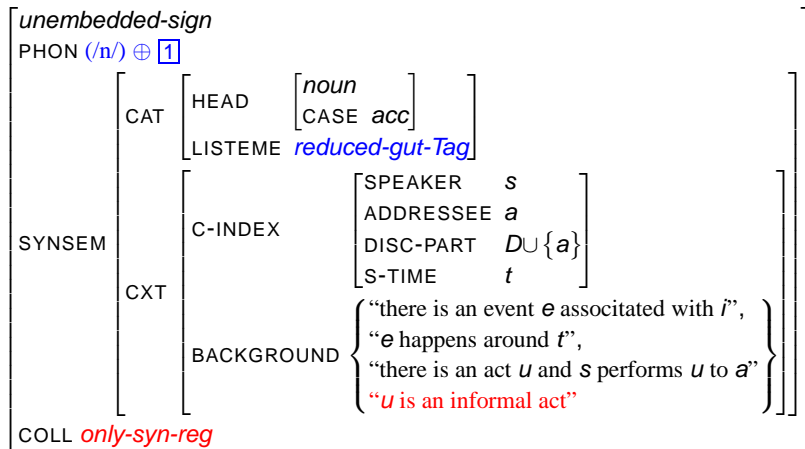 unembedded-sign
PHON (/n/) ⊕ 1
SYNSEM
CAT
HEAD
noun
CASE acc
LISTEME reduced-gut-Tag
CXT
C-INDEX
SPEAKER s
ADDRESSEE a
DISC-PART D∪{a}
S-TIME t
BACKGROUND
“there is an event e associtated with i”,
“e happens around t”,
“there is an act u and s performs u to a”
“u is an informal act”
COLL only-syn-reg